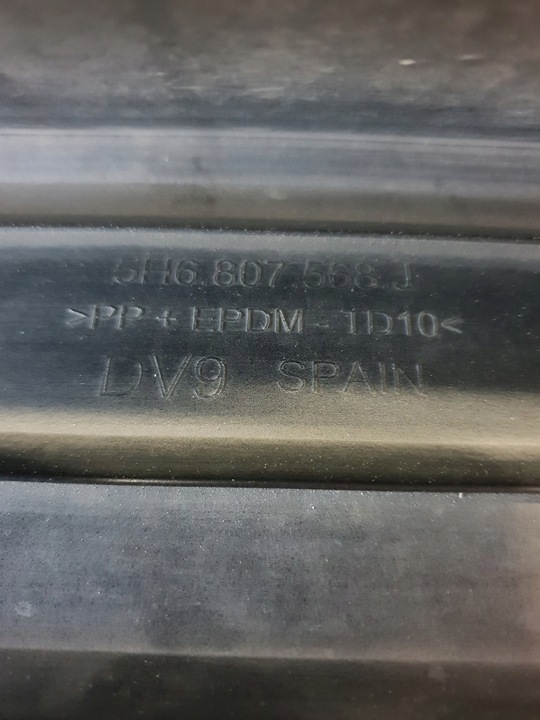 5H6.807.568.J
>PP + EPDM - TD10<
DV9 SPAIN